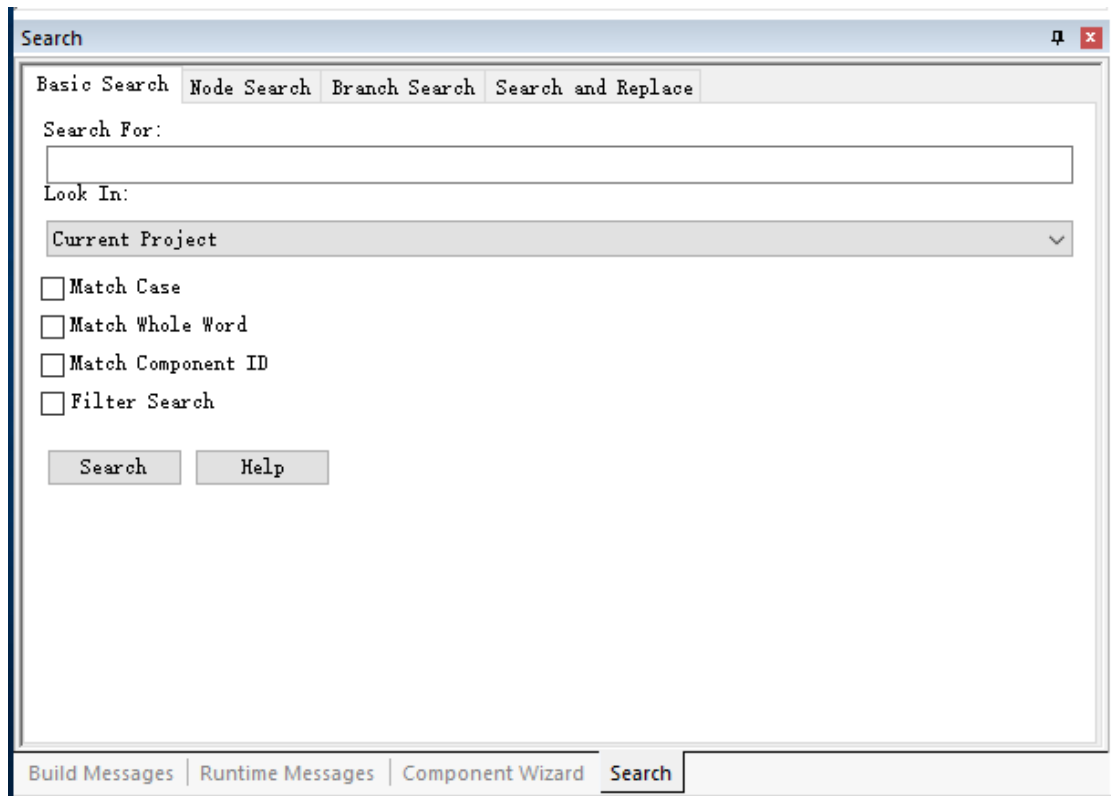 Search
Basic Search Node Search Branch Search Search and Replace
Search For:
Look In:
Current Project
Match Case
Match Whole Word
Match Component ID
Filter Search
Search Help
Build Messages Runtime Messages Component Wizard Search